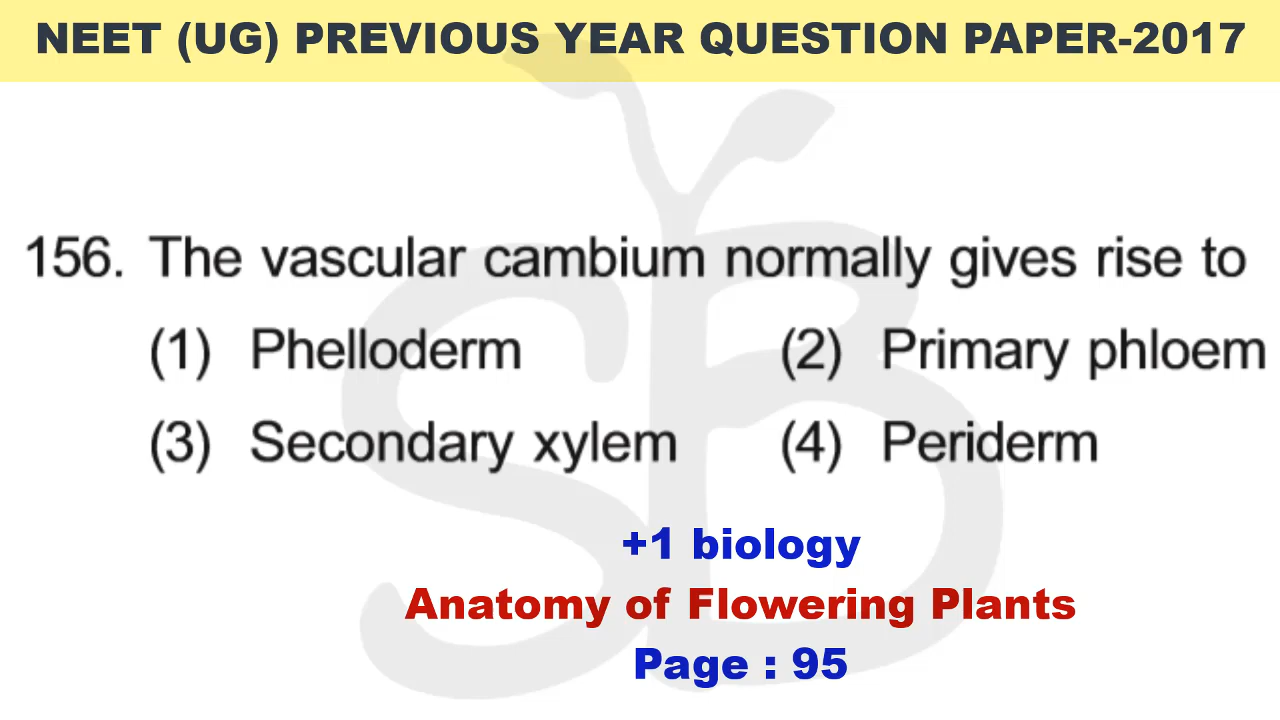 NEET (UG) PREVIOUS YEAR QUESTION PAPER-2017
156. The vascular cambium normally gives rise to
(1) Phelloderm (2) Primary phloem
(3) Secondary xylem (4) Periderm
+1 biology
Anatomy of Flowering Plants
Page : 95
SB